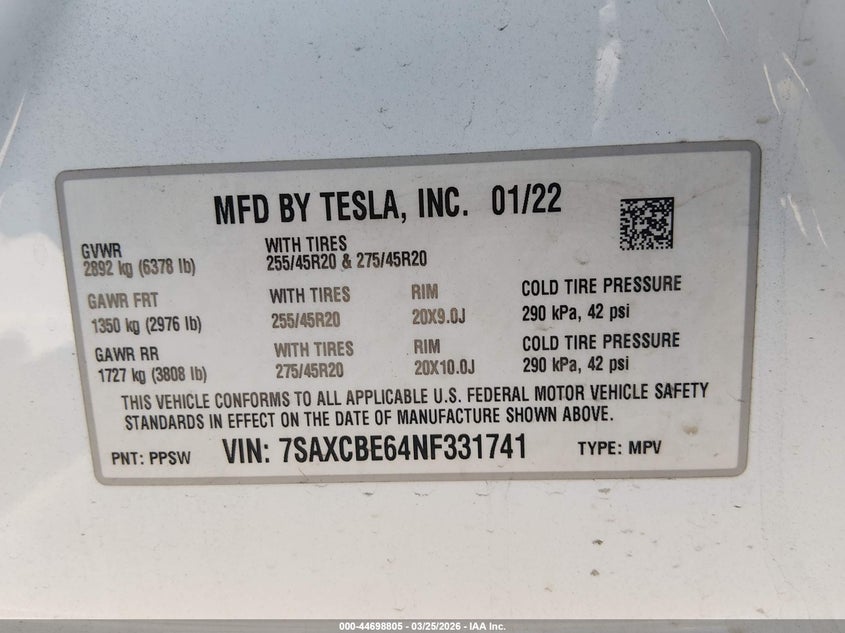 MFD BY TESLA, INC. 01/22
GVWR
2892 kg (6378 lb)
WITH TIRES
255/45R20 & 275/45R20
GAWR FRT
1350 kg (2976 lb)
WITH TIRES
255/45R20
RIM
20X9.0J
COLD TIRE PRESSURE
290 kPa, 42 psi
GAWR RR
1727 kg (3808 lb)
WITH TIRES
275/45R20
RIM
20X10.0J
COLD TIRE PRESSURE
290 kPa, 42 psi
THIS VEHICLE CONFORMS TO ALL APPLICABLE U.S. FEDERAL MOTOR VEHICLE SAFETY
STANDARDS IN EFFECT ON THE DATE OF MANUFACTURE SHOWN ABOVE.
PNT: PPSW VIN: 7SAXCBE64NF331741 TYPE: MPV
000-44698805 - 03/25/2026 - IAA Inc.